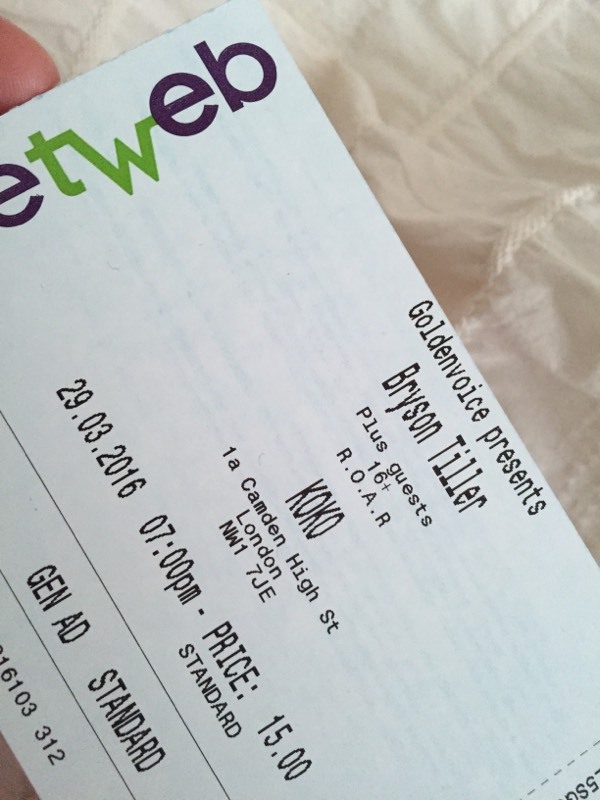 etweb
Goldenvoice presents
Bryson Tiller
Plus guests
16+
R.O.A.R
KOKO
1a Camden High St
London
NW1 7JE
29.03.2016 07:00pm - PRICE: 15.00
STANDARD
GEN AD STANDARD
16103 312